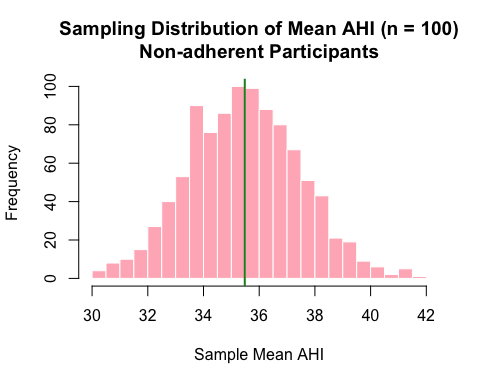 Sampling Distribution of Mean AHI (n = 100)
Non-adherent Participants
Frequency
100
80
60
40
20
0
30 32 34 36 38 40 42
Sample Mean AHI